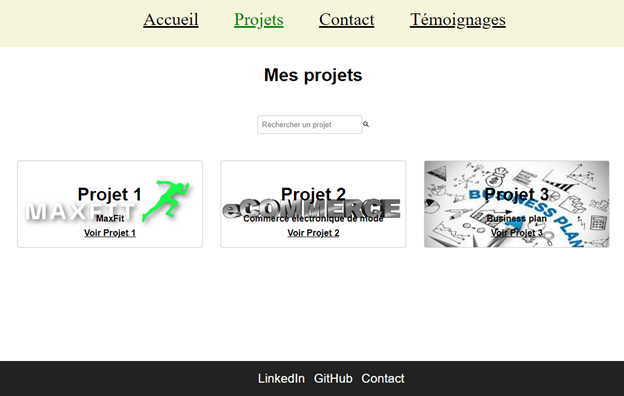 Accueil Projets Contact Témoignages
Mes projets
Rechercher un projet
Projet 1
MAXFIT
MaxFit
Voir Projet 1
Projet 2
eCOMMERCE
Commerce électronique de mode
Voir Projet 2
Projet 3
BUSINESS PLAN
Business plan
Voir Projet 3
LinkedIn GitHub Contact